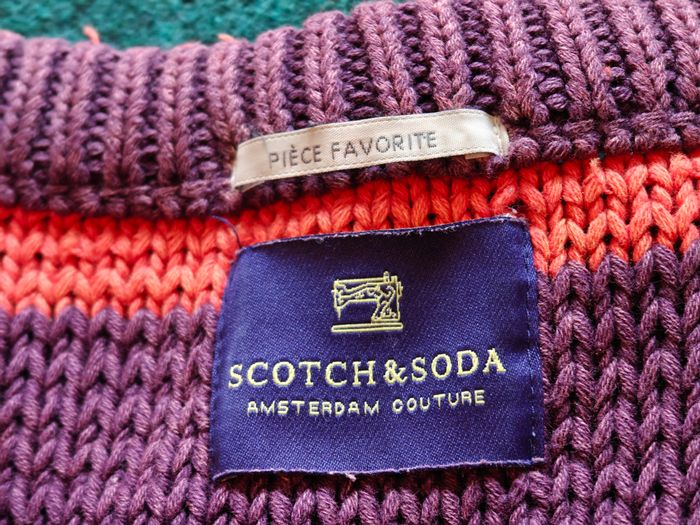 PIÈCE FAVORITE
SCOTCH & SODA
AMSTERDAM COUTURE